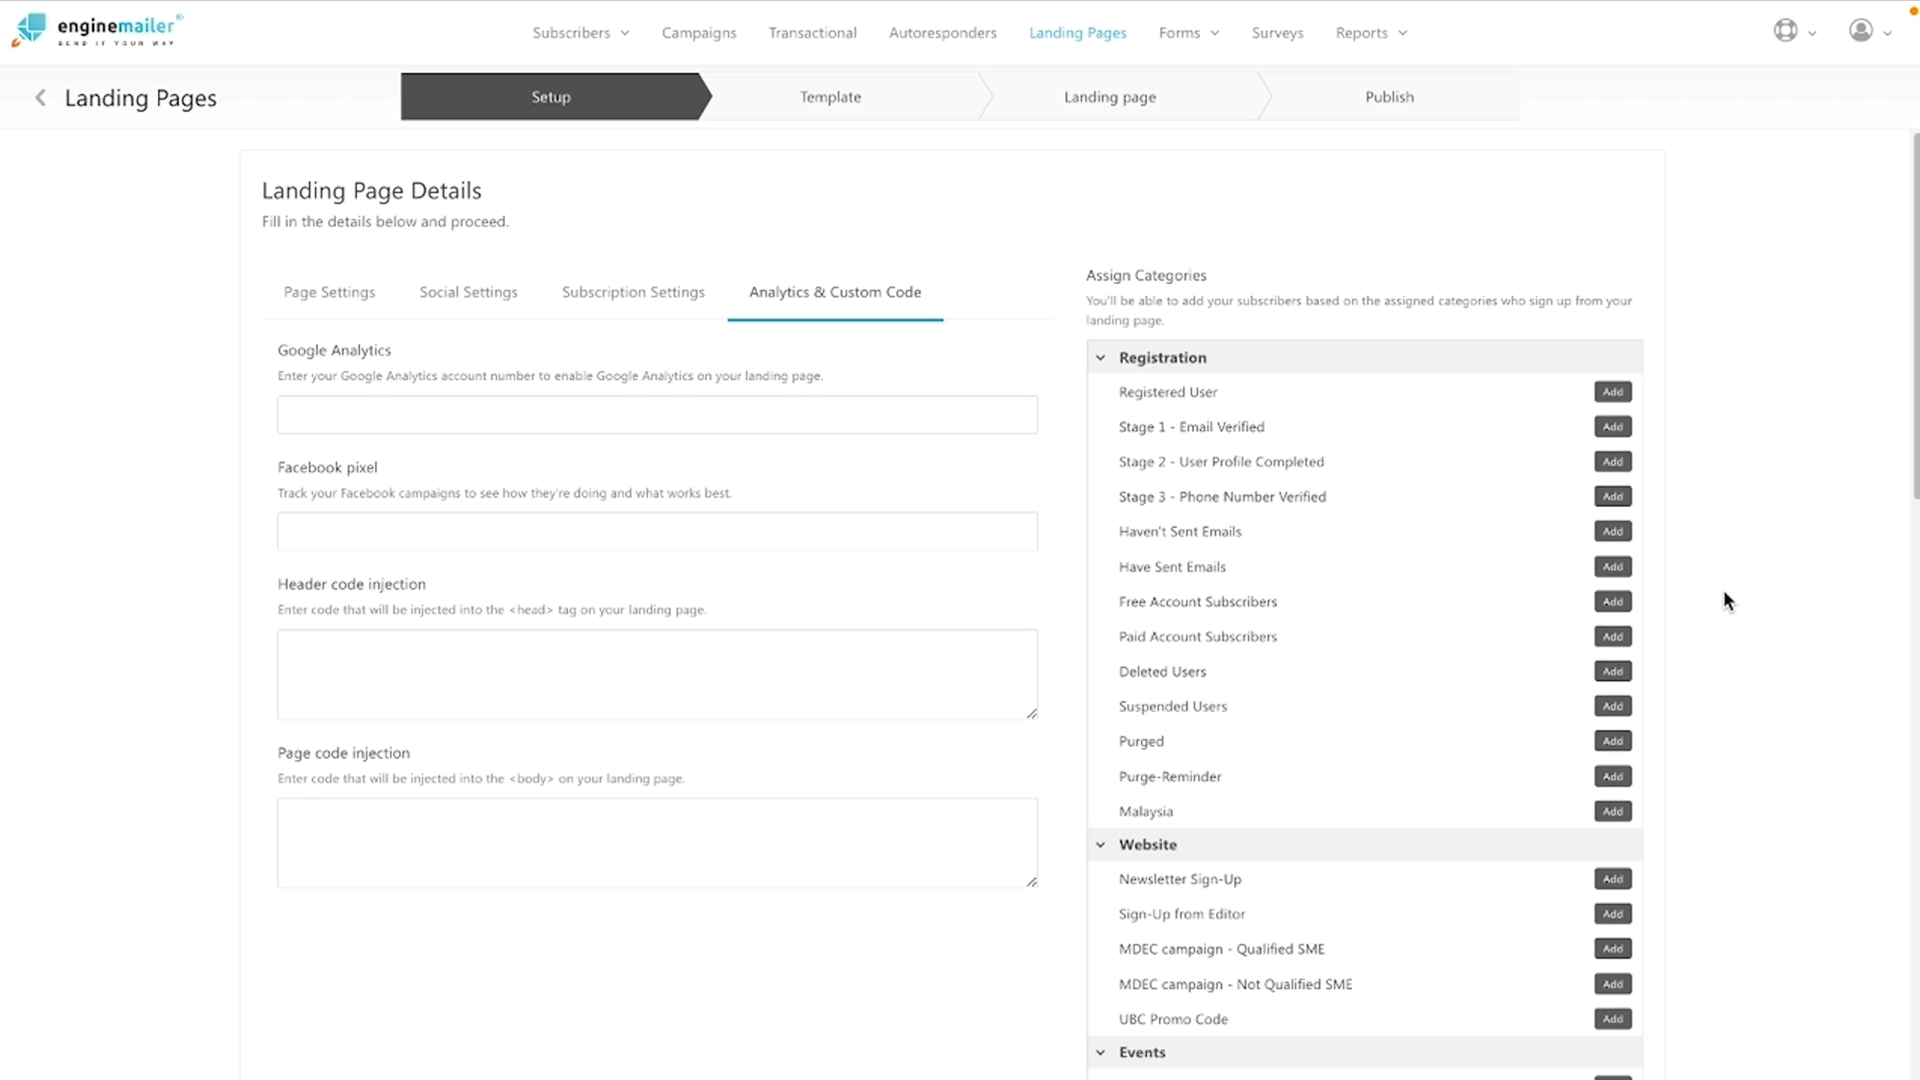 enginemailer®
SEND IT YOUR WAY
Subscribers
Campaigns
Transactional
Autoresponders
Landing Pages
Forms
Surveys
Reports
Landing Pages
Setup
Template
Landing page
Publish
Landing Page Details
Fill in the details below and proceed.
Page Settings
Social Settings
Subscription Settings
Analytics & Custom Code
Google Analytics
Enter your Google Analytics account number to enable Google Analytics on your landing page.
Facebook pixel
Track your Facebook campaigns to see how they're doing and what works best.
Header code injection
Enter code that will be injected into the <head> tag on your landing page.
Page code injection
Enter code that will be injected into the <body> on your landing page.
Assign Categories
You'll be able to add your subscribers based on the assigned categories who sign up from your
landing page.
Registration
Registered User Add
Stage 1 - Email Verified Add
Stage 2 - User Profile Completed Add
Stage 3 - Phone Number Verified Add
Haven't Sent Emails Add
Have Sent Emails Add
Free Account Subscribers Add
Paid Account Subscribers Add
Deleted Users Add
Suspended Users Add
Purged Add
Purge-Reminder Add
Malaysia Add
Website
Newsletter Sign-Up Add
Sign-Up from Editor Add
MDEC campaign - Qualified SME Add
MDEC campaign - Not Qualified SME Add
UBC Promo Code Add
Events